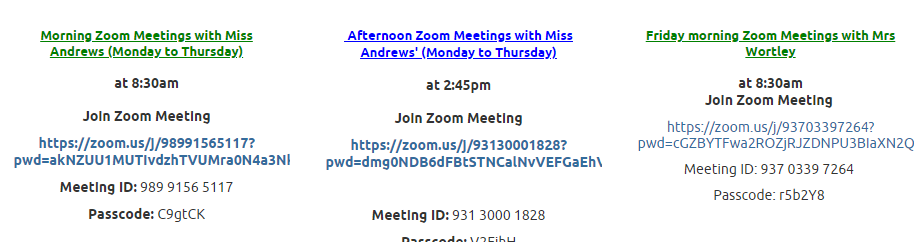 Morning Zoom Meetings with Miss
Andrews (Monday to Thursday)
at 8:30am
Join Zoom Meeting
https://zoom.us/j/98991565117?
pwd=akNZUU1MUTIvdzhTVUMra0N4a3Nl
Meeting ID: 989 9156 5117
Passcode: C9gtCK
Afternoon Zoom Meetings with Miss
Andrews' (Monday to Thursday)
at 2:45pm
Join Zoom Meeting
https://zoom.us/j/93130001828?
pwd=dmg0NDB6dFBtSTNCalNvVEFGaEh
Meeting ID: 931 3000 1828
Friday morning Zoom Meetings with Mrs
Wortley
at 8:30am
Join Zoom Meeting
https://zoom.us/j/93703397264?
pwd=cGZBYTFwa2ROZjRJZDNPU3BIaXN2Q
Meeting ID: 937 0339 7264
Passcode: r5b2Y8